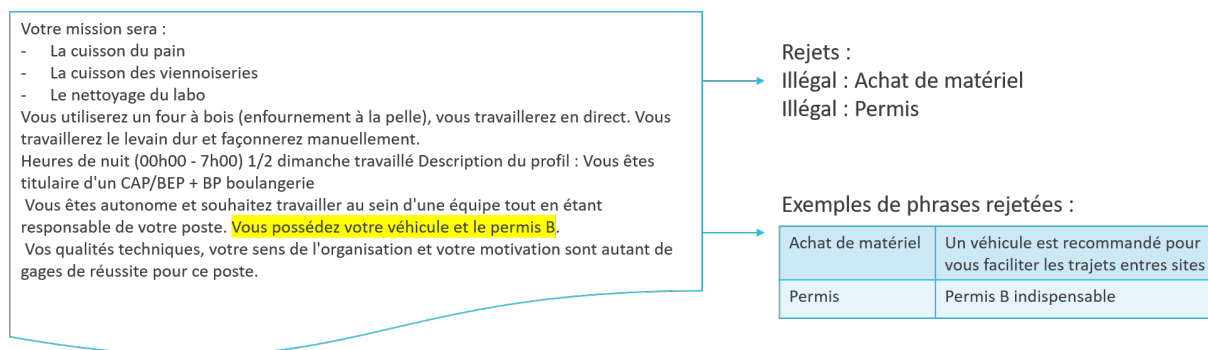 Votre mission sera :
- La cuisson du pain
- La cuisson des viennoiseries
- Le nettoyage du labo
Vous utiliserez un four à bois (enfournement à la pelle), vous travaillerez en direct. Vous
travaillerez le levain dur et façonnerez manuellement.
Heures de nuit (00h00 - 7h00) 1/2 dimanche travaillé Description du profil : Vous êtes
titulaire d'un CAP/BEP + BP boulangerie
Vous êtes autonome et souhaitez travailler au sein d'une équipe tout en étant
responsable de votre poste. Vous possédez votre véhicule et le permis B.
Vos qualités techniques, votre sens de l'organisation et votre motivation sont autant de
gages de réussite pour ce poste.
Rejets :
Illégal : Achat de matériel
Illégal : Permis
Exemples de phrases rejetées :
Achat de matériel
Un véhicule est recommandé pour
vous faciliter les trajets entres sites
Permis
Permis B indispensable